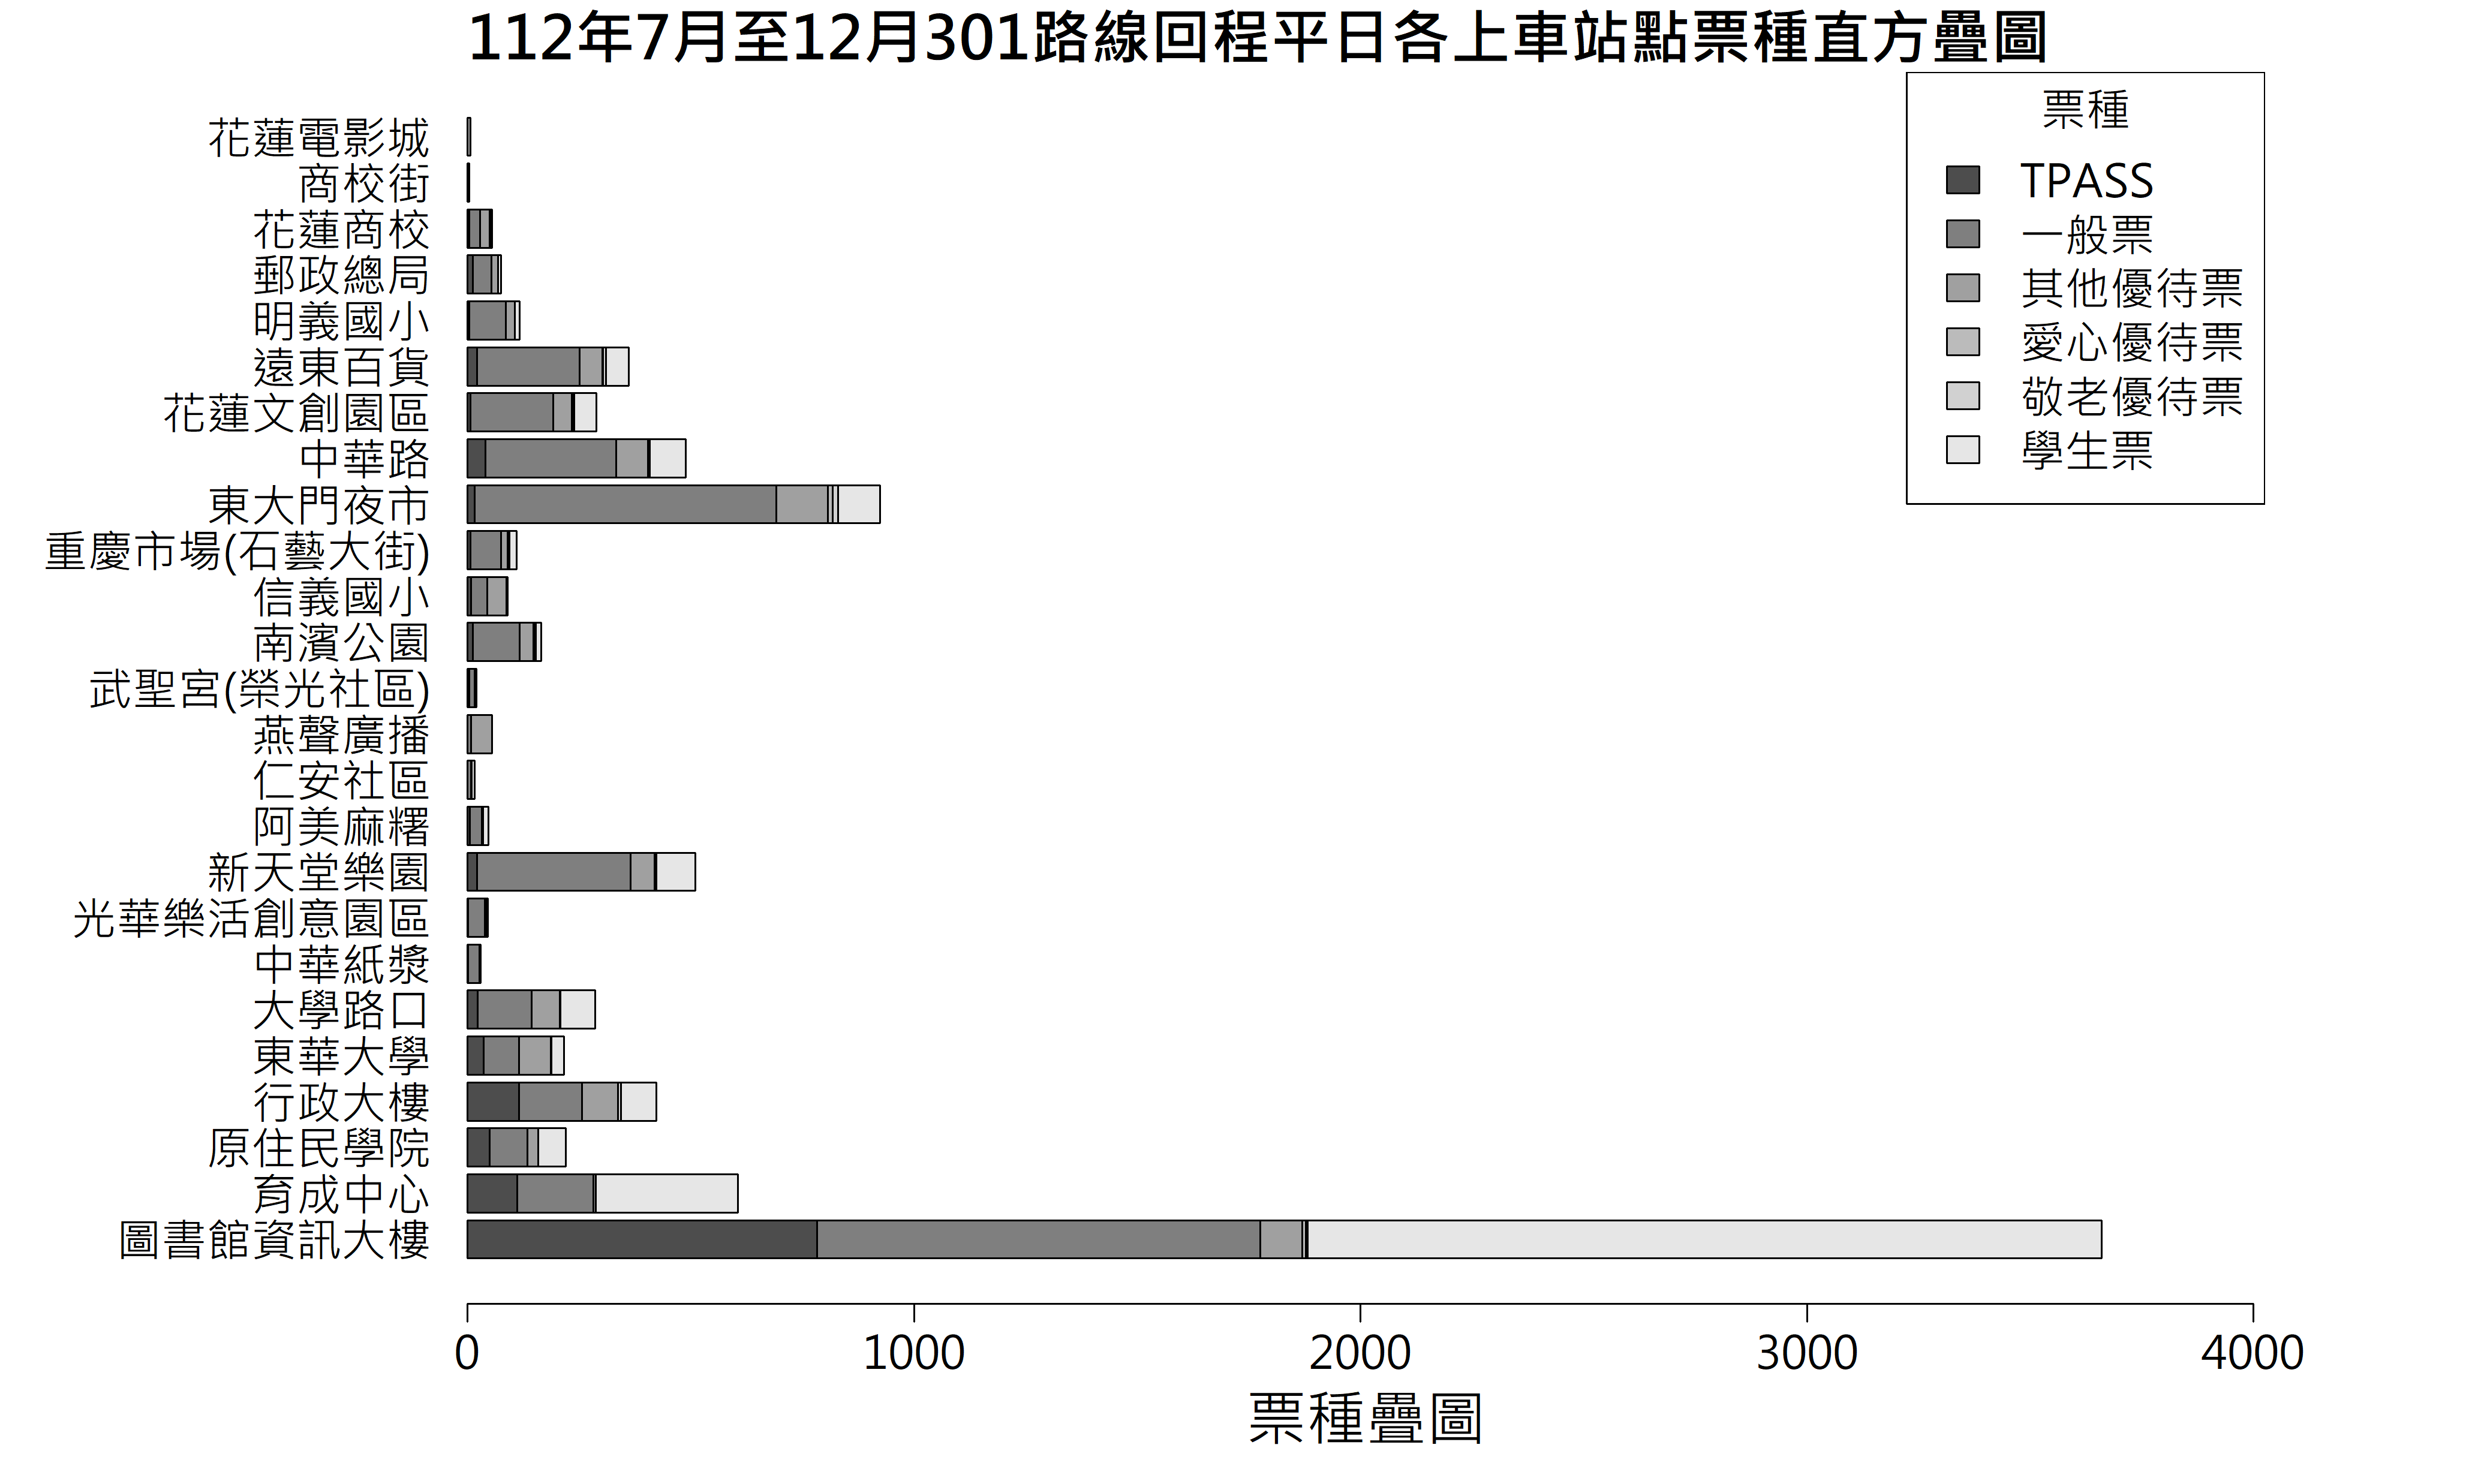 112年7月至12月301路線回程平日各上車站點票種直方疊圖
票種
TPASS
一般票
其他優待票
愛心優待票
敬老優待票
學生票
花蓮電影城
商校街
花蓮商校
郵政總局
明義國小
遠東百貨
花蓮文創園區
中華路
東大門夜市
重慶市場(石藝大街)
信義國小
南濱公園
武聖宮(榮光社區)
燕聲廣播
仁安社區
阿美麻糬
新天堂樂園
光華樂活創意園區
中華紙漿
大學路口
東華大學
行政大樓
原住民學院
育成中心
圖書館資訊大樓
0 1000 2000 3000 4000
票種疊圖